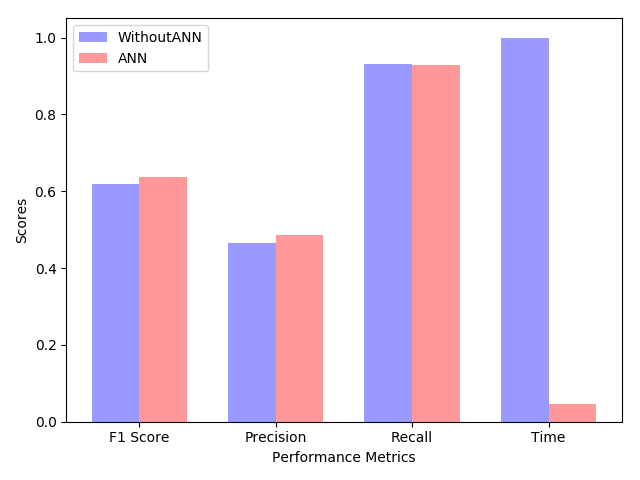 WithoutANN
ANN
1.0
0.8
0.6
0.4
0.2
0.0
Scores
F1 Score Precision Recall Time
Performance Metrics